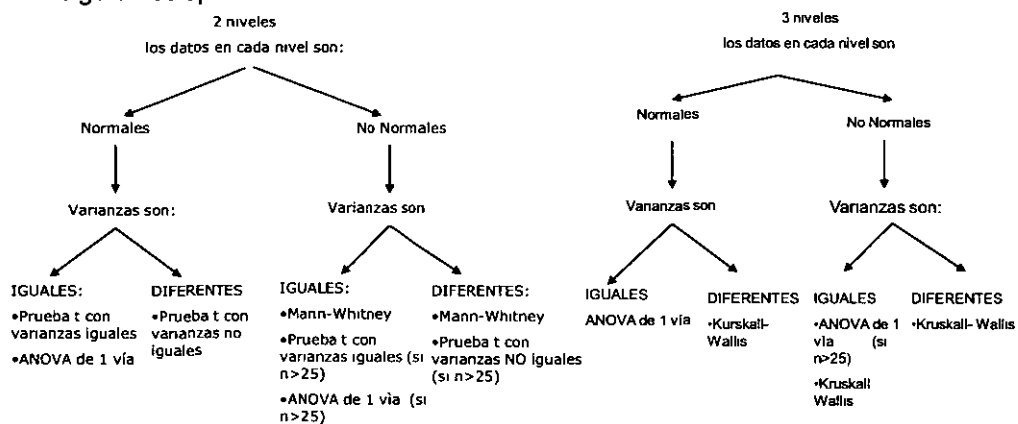 2 niveles
los datos en cada nivel son:
Normales
No Normales
Varianzas son:
Varianzas son
IGUALES:
•Prueba t con
varianzas iguales
•ANOVA de 1 vía
DIFERENTES
•Prueba t con
varianzas no
iguales
IGUALES:
•Mann-Whitney
•Prueba t con
varianzas iguales (si
n>25)
•ANOVA de 1 vìa (si
n>25)
DIFERENTES:
•Mann-Whitney
•Prueba t con
varianzas NO iguales
(si n>25)
3 niveles
los datos en cada nivel son
Normales
No Normales
Varianzas son
Varianzas son:
IGUALES
ANOVA de 1 vía
DIFERENTES
•Kurskall-
Wallis
IGUALES
•ANOVA de 1
vìa (si
n>25)
•Kruskall
Wallis
DIFERENTES
•Kruskall- Wallis